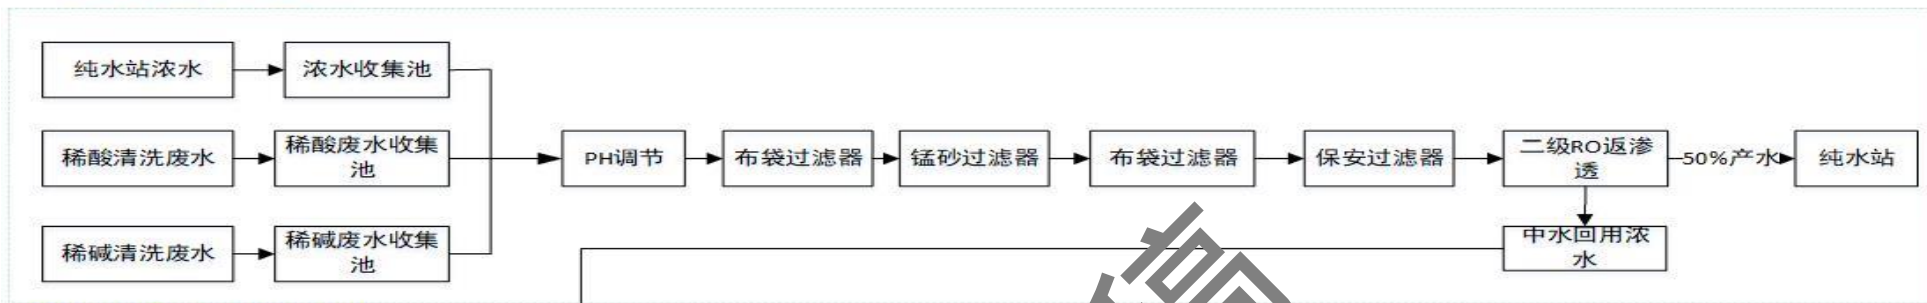 纯水站浓水
浓水收集池
稀酸清洗废水
稀酸废水收集
池
PH调节
布袋过滤器
锰砂过滤器
布袋过滤器
保安过滤器
二级RO返渗
透
50%产水
纯水站
稀碱清洗废水
稀碱废水收集
池
中水回用浓
水